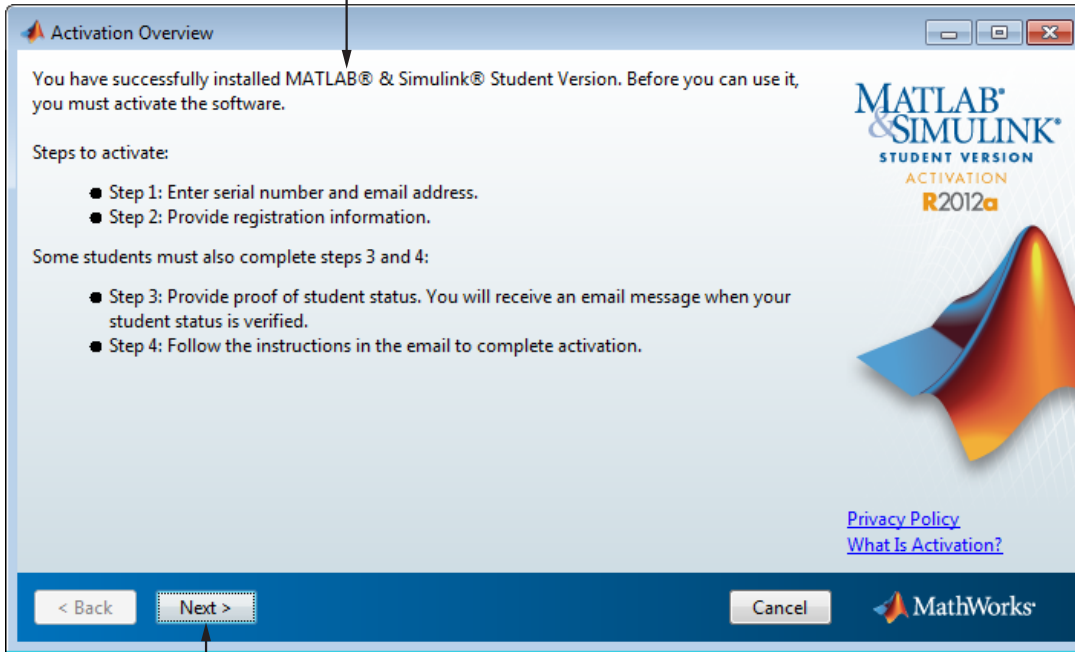 Activation Overview
You have successfully installed MATLAB® & Simulink® Student Version. Before you can use it,
you must activate the software.
Steps to activate:
● Step 1: Enter serial number and email address.
● Step 2: Provide registration information.
Some students must also complete steps 3 and 4:
● Step 3: Provide proof of student status. You will receive an email message when your
student status is verified.
● Step 4: Follow the instructions in the email to complete activation.
MATLAB®
&SIMULINK®
STUDENT VERSION
ACTIVATION
R2012a
Privacy Policy
What Is Activation?
< Back
Next >
Cancel
MathWorks®